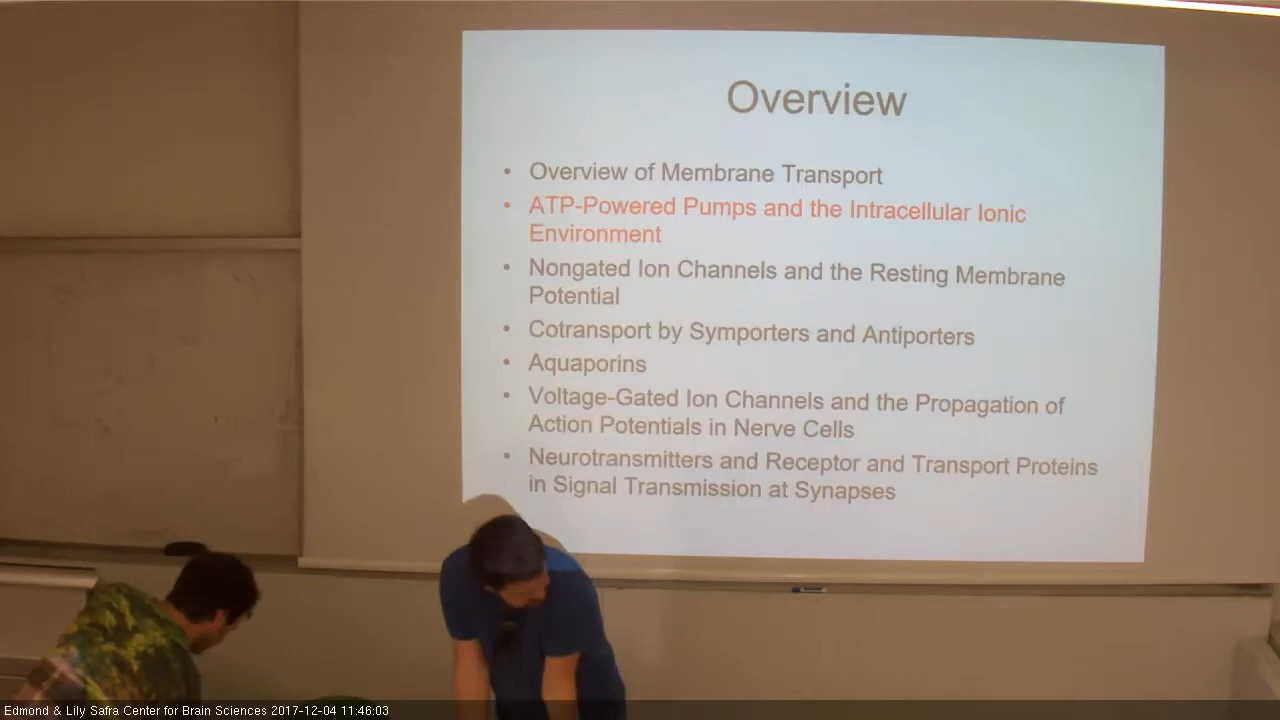 Overview
• Overview of Membrane Transport
• ATP-Powered Pumps and the Intracellular Ionic
Environment
• Nongated Ion Channels and the Resting Membrane
Potential
• Cotransport by Symporters and Antiporters
• Aquaporins
• Voltage-Gated Ion Channels and the Propagation of
Action Potentials in Nerve Cells
• Neurotransmitters and Receptor and Transport Proteins
in Signal Transmission at Synapses
Edmond & Lily Safra Center for Brain Sciences 2017-12-04 11:46:03